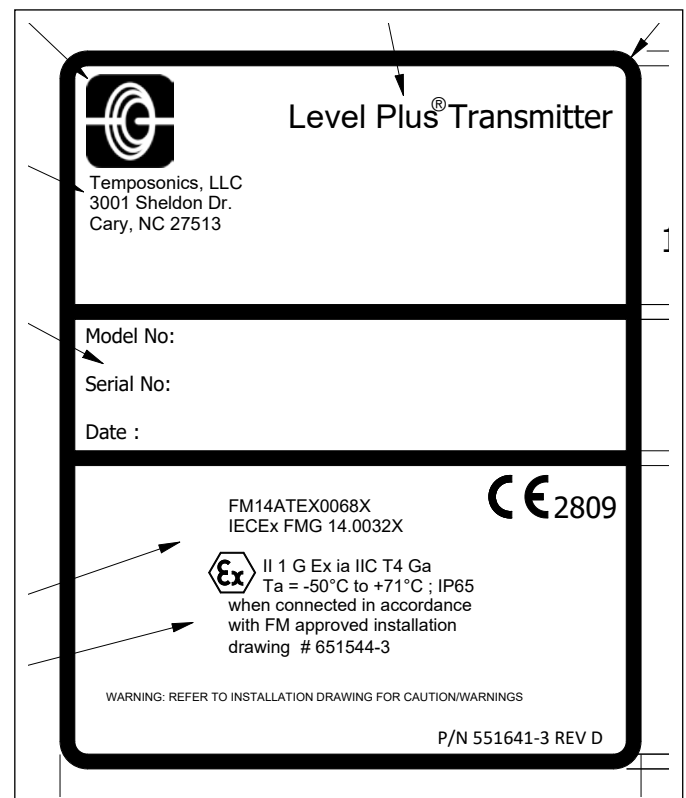 Level Plus® Transmitter
Temposonics, LLC
3001 Sheldon Dr.
Cary, NC 27513
Model No:
Serial No:
Date :
CE 2809
FM14ATEX0068X
IECEx FMG 14.0032X
Ex II 1 G Ex ia IIC T4 Ga
Ta = -50°C to +71°C ; IP65
when connected in accordance
with FM approved installation
drawing # 651544-3
WARNING: REFER TO INSTALLATION DRAWING FOR CAUTION/WARNINGS
P/N 551641-3 REV D